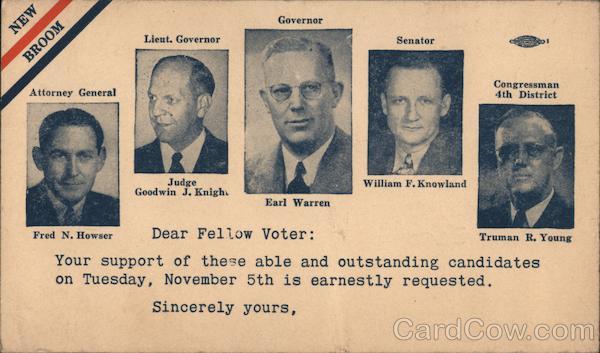 NEW
BROOM
Governor
Lieut. Governor
Senator
Attorney General
Congressman
4th District
Judge
Goodwin J. Knight
Earl Warren
William F. Knowland
Fred N. Howser
Truman R. Young
Dear Fellow Voter:
Your support of these able and outstanding candidates
on Tuesday, November 5th is earnestly requested.
Sincerely yours,
CardCow.com